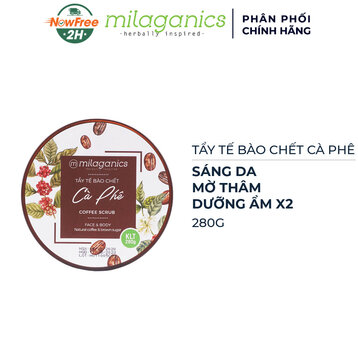 NowFree
2H
milaganics
herbally inspired
PHÂN PHỐI
CHÍNH HÃNG
milaganics
TẨY TẾ BÀO CHẾT
Cà Phê
COFFEE SCRUB
FACE & BODY
Natural coffee & brown sugar
KLT
280g
TẨY TẾ BÀO CHẾT CÀ PHÊ
SÁNG DA
MỜ THÂM
DƯỠNG ẨM X2
280G